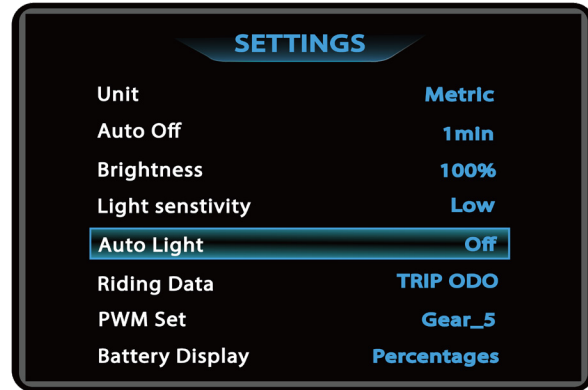 SETTINGS
Unit Metric
Auto Off 1min
Brightness 100%
Light senstivity Low
Auto Light Off
Riding Data TRIP ODO
PWM Set Gear_5
Battery Display Percentages